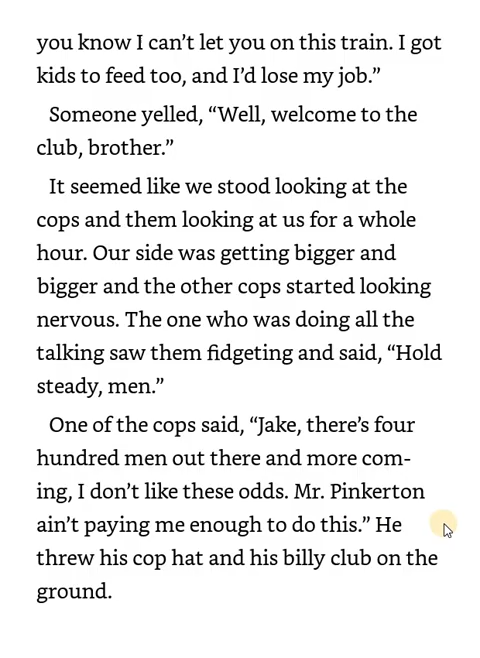 you know I can’t let you on this train. I got
kids to feed too, and I’d lose my job.”
Someone yelled, “Well, welcome to the
club, brother.”
It seemed like we stood looking at the
cops and them looking at us for a whole
hour. Our side was getting bigger and
bigger and the other cops started looking
nervous. The one who was doing all the
talking saw them fidgeting and said, “Hold
steady, men.”
One of the cops said, “Jake, there’s four
hundred men out there and more com-
ing, I don’t like these odds. Mr. Pinkerton
ain’t paying me enough to do this.” He
threw his cop hat and his billy club on the
ground.